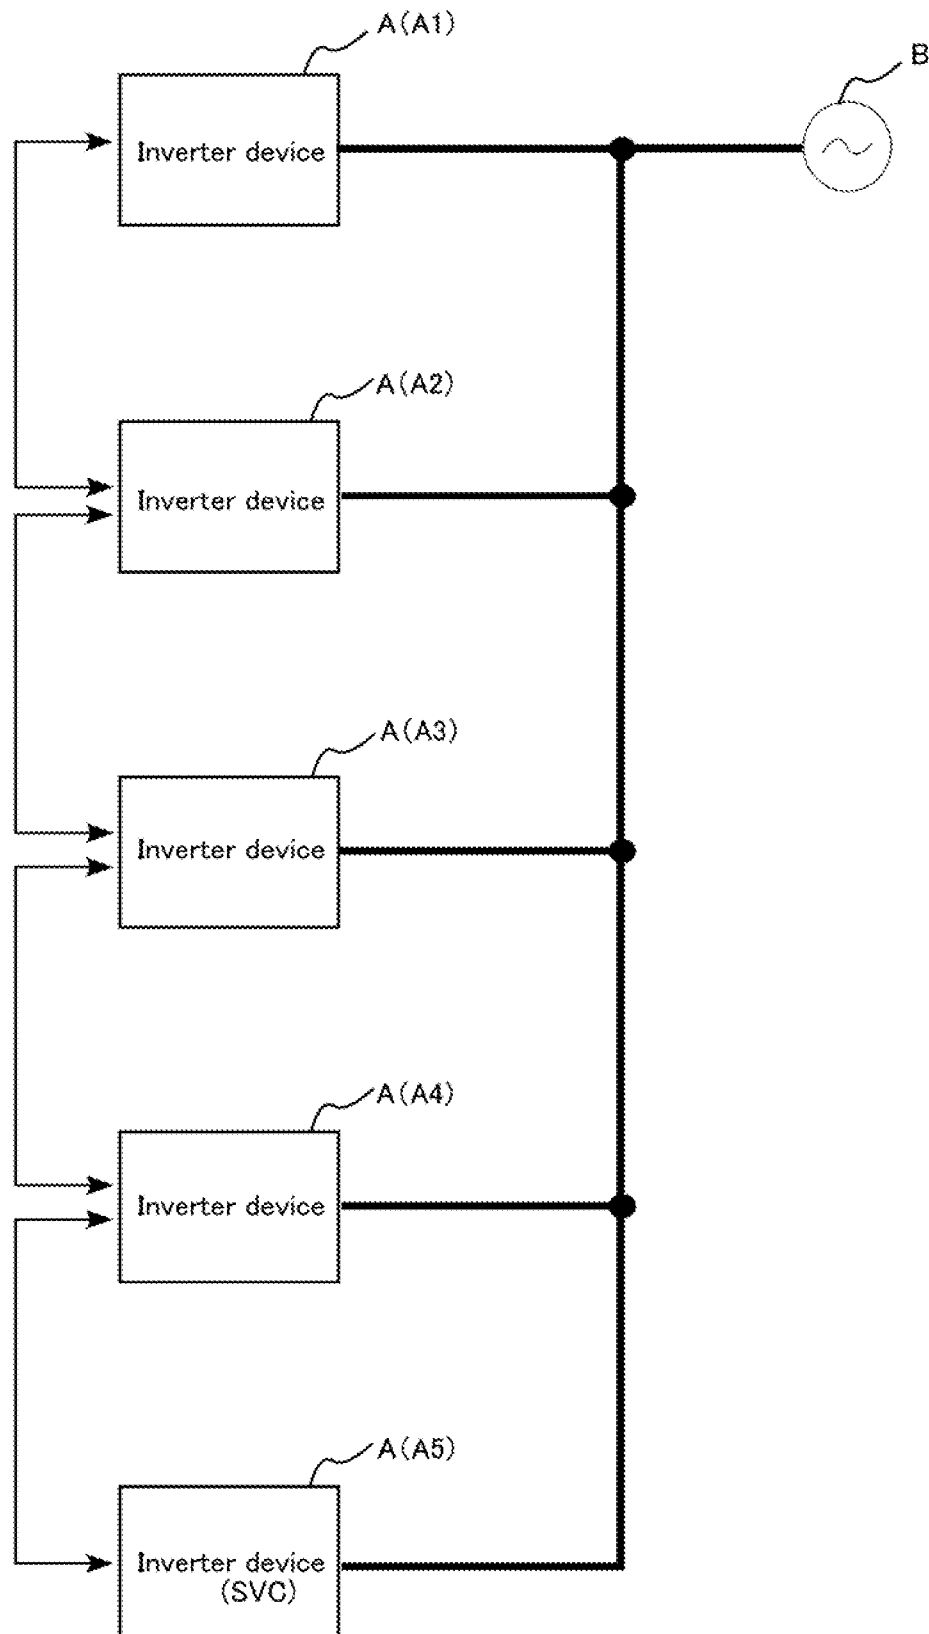 A(A1)
B
Inverter device
A(A2)
Inverter device
A(A3)
Inverter device
A(A4)
Inverter device
A(A5)
Inverter device
(SVC)